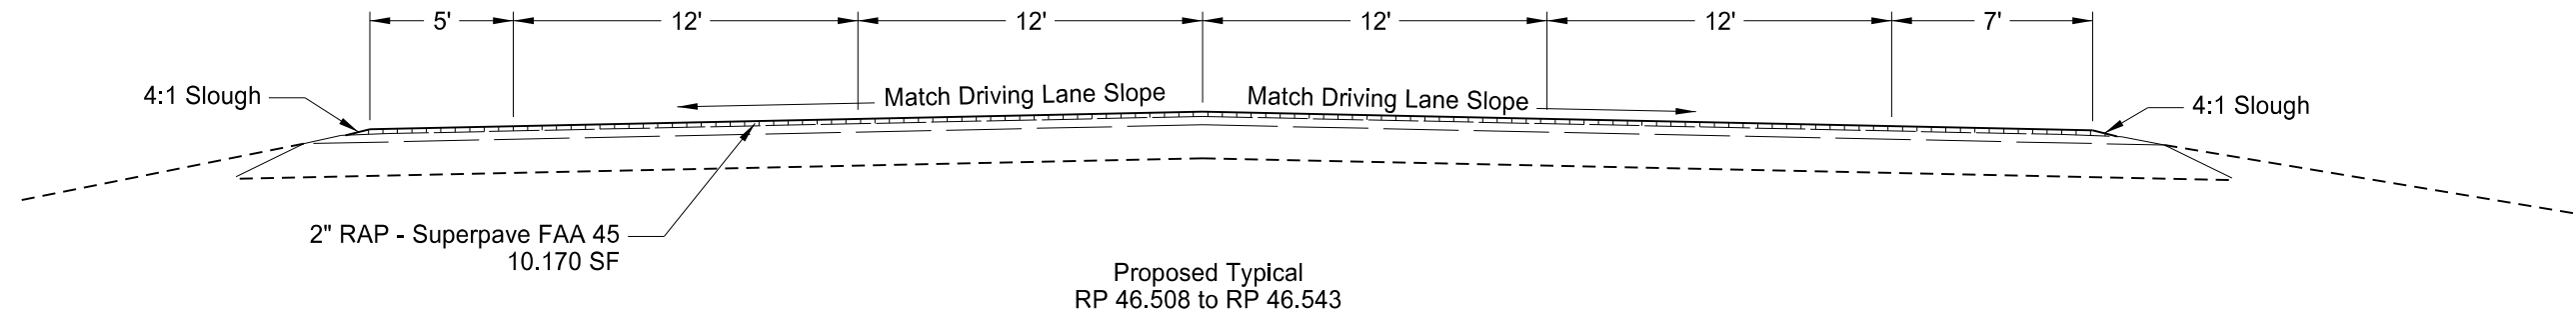 5' 12' 12' 12' 12' 7'
4:1 Slough
Match Driving Lane Slope
Match Driving Lane Slope
4:1 Slough
2" RAP - Superpave FAA 45
10.170 SF
Proposed Typical
RP 46.508 to RP 46.543